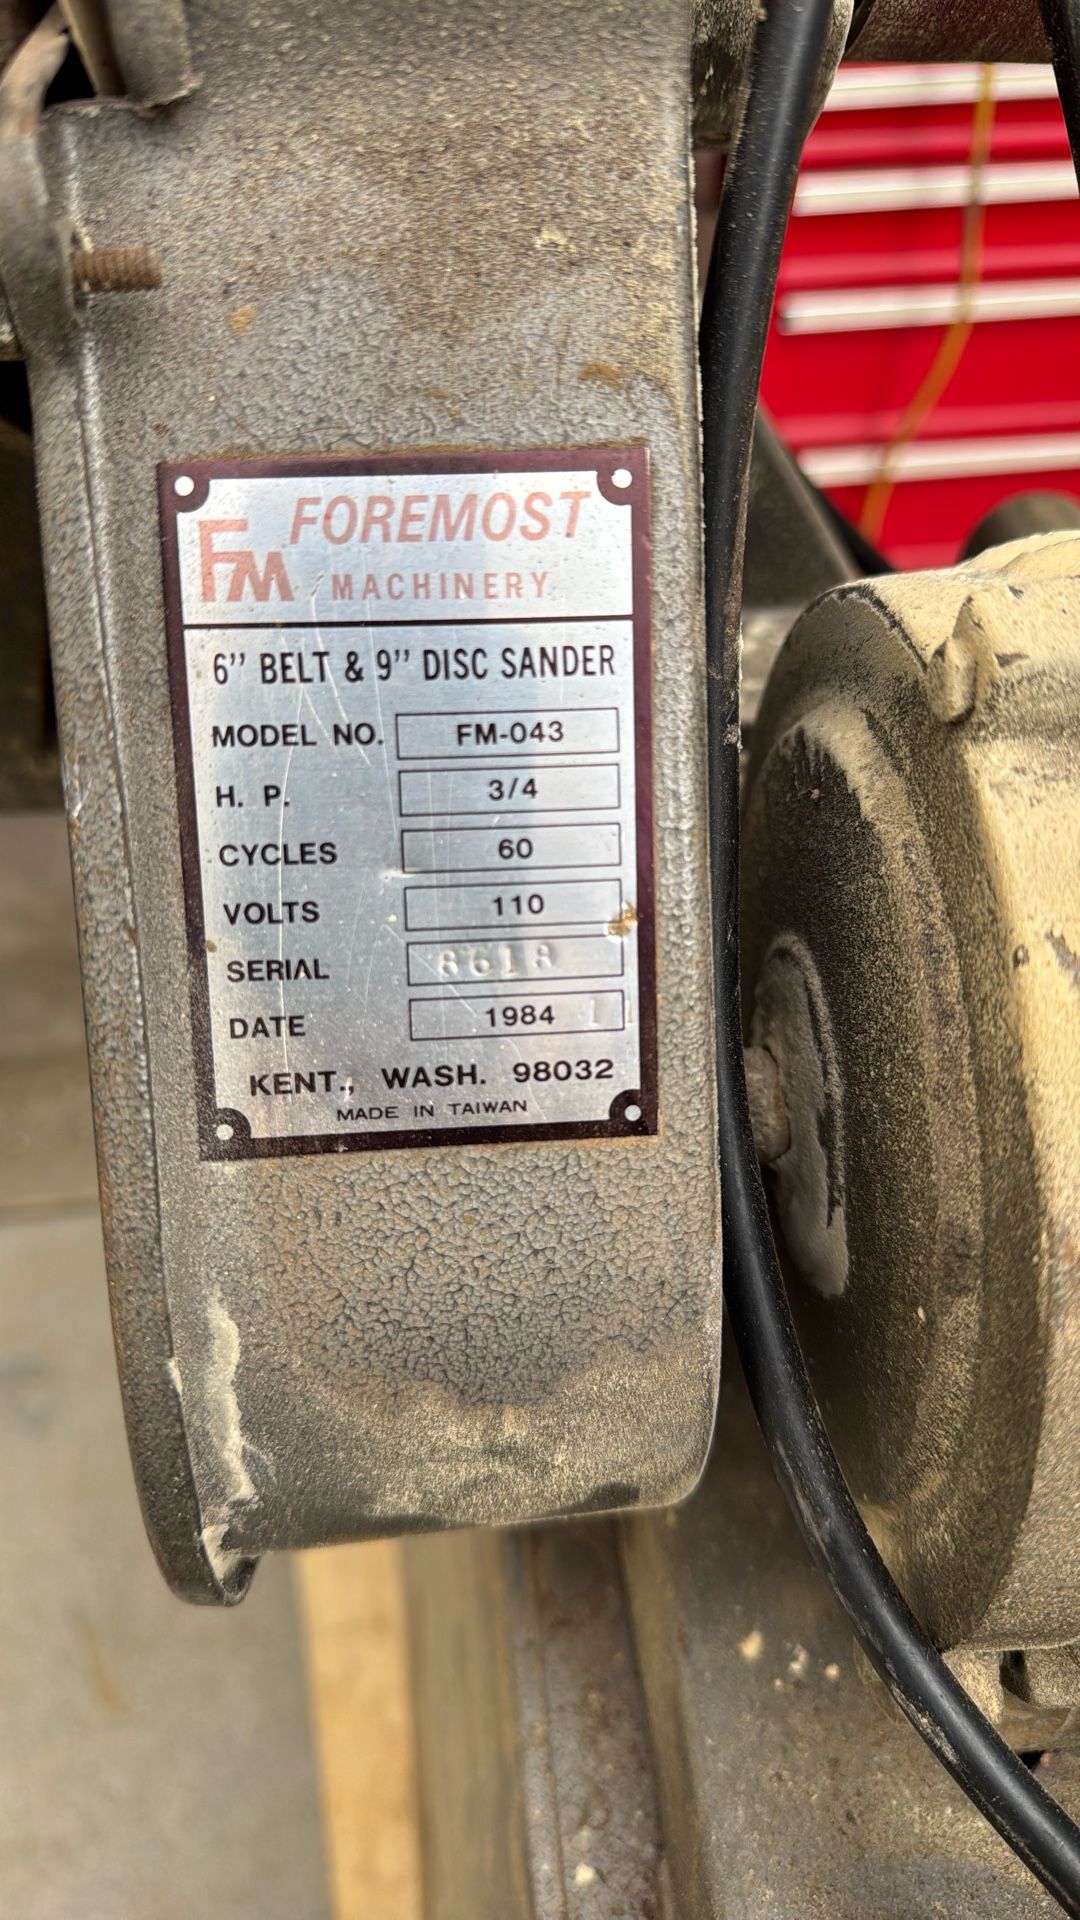 FM FOREMOST
MACHINERY
6" BELT & 9" DISC SANDER
MODEL NO. FM-043
H. P. 3/4
CYCLES 60
VOLTS 110
SERIAL 8618
DATE 1984 11
KENT., WASH. 98032
MADE IN TAIWAN